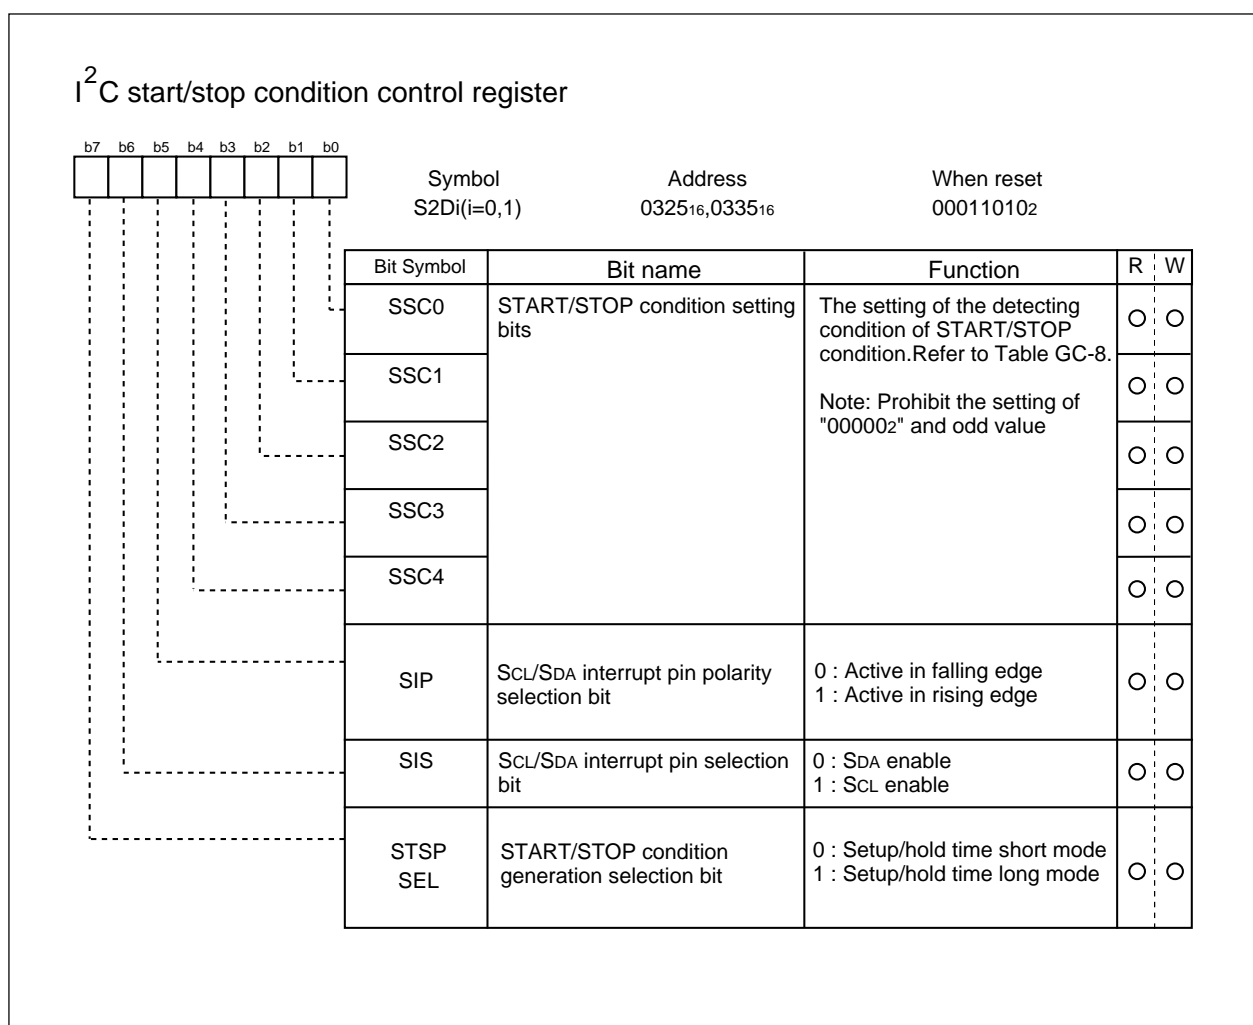 I2C start/stop condition control register
b7 b6 b5 b4 b3 b2 b1 b0
Symbol Address When reset
S2Di(i=0,1) 032516,033516 000110102
Bit Symbol Bit name Function R W
SSC0 START/STOP condition setting bits
The setting of the detecting
condition of START/STOP
condition.Refer to Table GC-8.
Note: Prohibit the setting of
"000002" and odd value
SSC1
SSC2
SSC3
SSC4
SIP
SCL/SDA interrupt pin polarity
selection bit
0 : Active in falling edge
1 : Active in rising edge
SIS
SCL/SDA interrupt pin selection
bit
0 : SDA enable
1 : SCL enable
STSP
SEL
START/STOP condition
generation selection bit
0 : Setup/hold time short mode
1 : Setup/hold time long mode